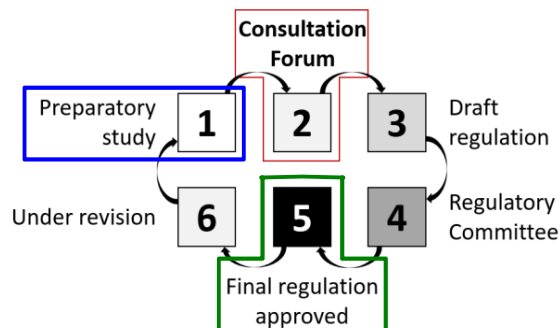 Consultation
Forum
Preparatory
study
1
2
3
Draft
regulation
Under revision
6
5
4
Regulatory
Committee
Final regulation
approved